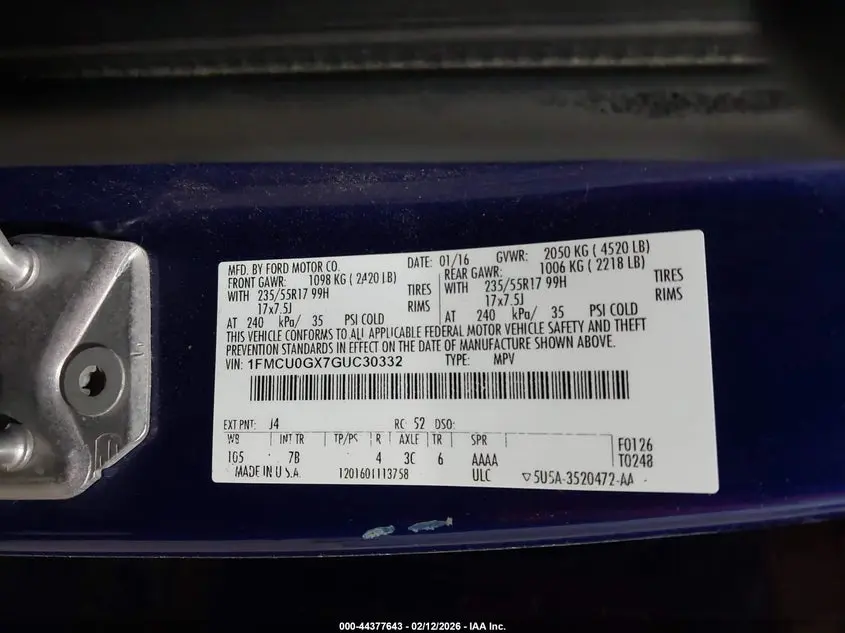 MFD. BY FORD MOTOR CO. DATE: 01/16 GVWR: 2050 KG ( 4520 LB)
FRONT GAWR: 1098 KG ( 2420 LB) REAR GAWR: 1006 KG ( 2218 LB)
WITH 235/55R17 99H TIRES WITH 235/55R17 99H TIRES
17x7.5J RIMS 17x7.5J RIMS
AT 240 kPa/ 35 PSI COLD AT 240 kPa/ 35 PSI COLD
THIS VEHICLE CONFORMS TO ALL APPLICABLE FEDERAL MOTOR VEHICLE SAFETY AND THEFT
PREVENTION STANDARDS IN EFFECT ON THE DATE OF MANUFACTURE SHOWN ABOVE.
VIN: 1FMCU0GX7GUC30332 TYPE: MPV
EXT PNT: J4 RC: 52 DSO:
WB INT TR TP/PS R AXLE TR SPR F0126
105 7B 4 3C 6 AAAA T0248
MADE IN U.S.A. 1201601113758 ULC ▽5U5A-3520472-AA
000-44377643 - 02/12/2026 - IAA Inc.